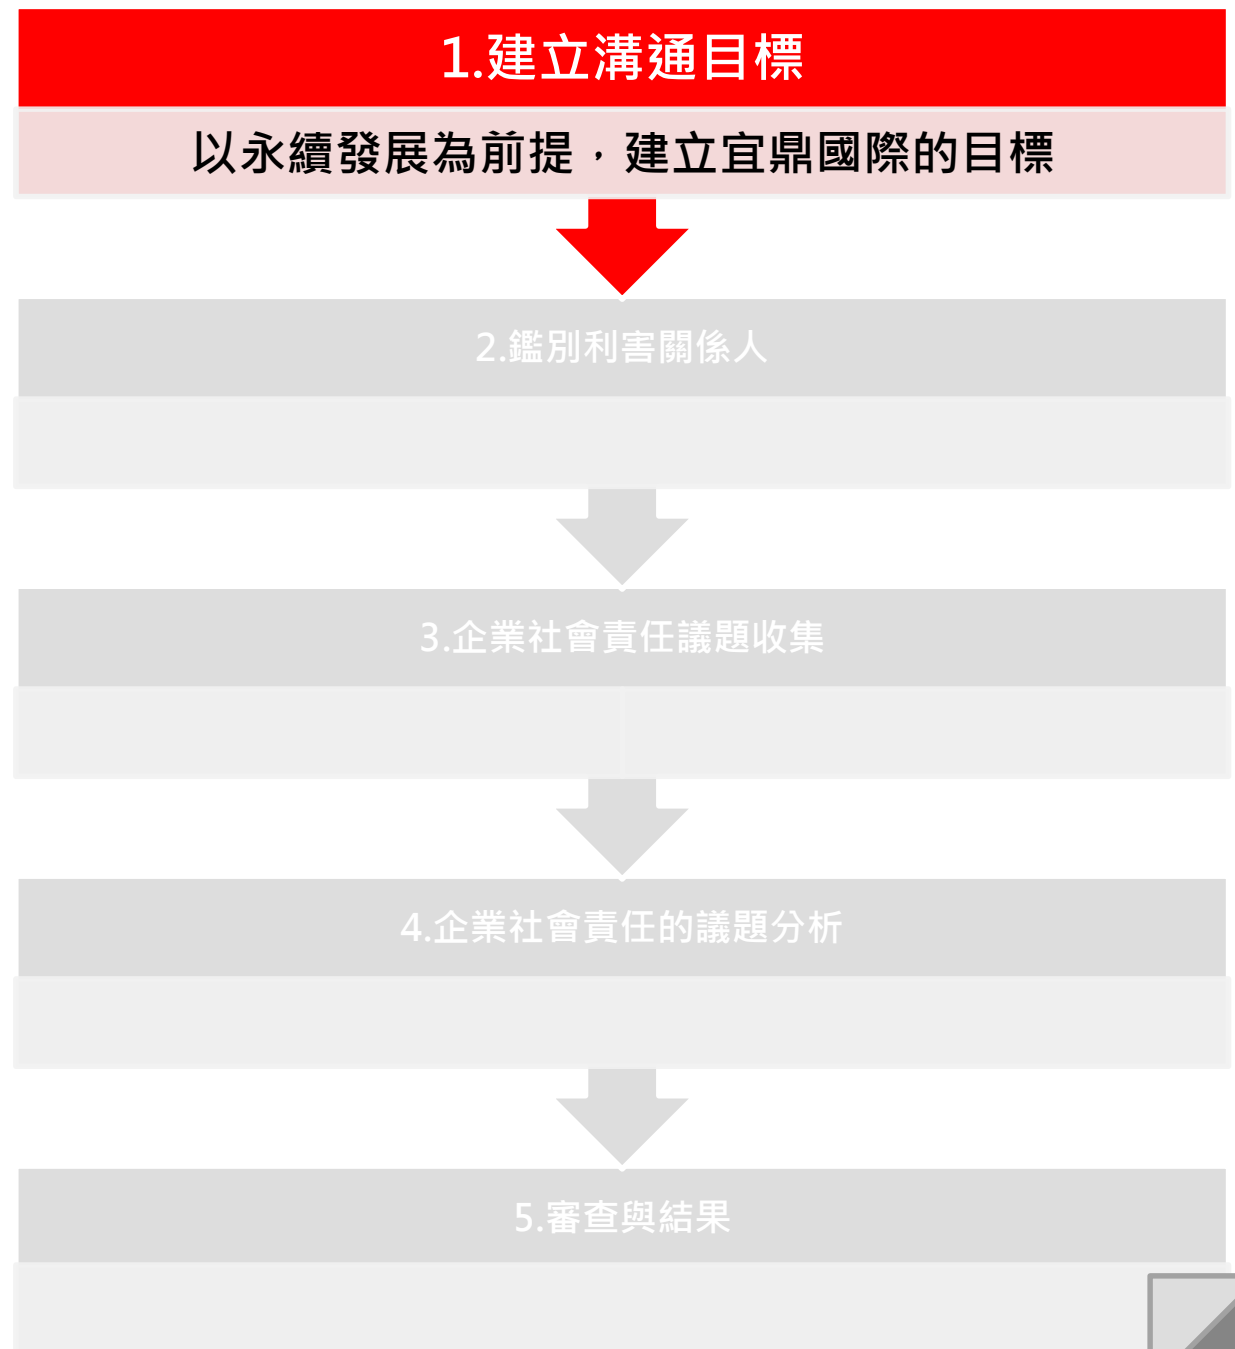 1.建立溝通目標
以永續發展為前提，建立宜鼎國際的目標
2.鑑別利害關係人
3.企業社會責任議題收集
4.企業社會責任的議題分析
5.審查與結果